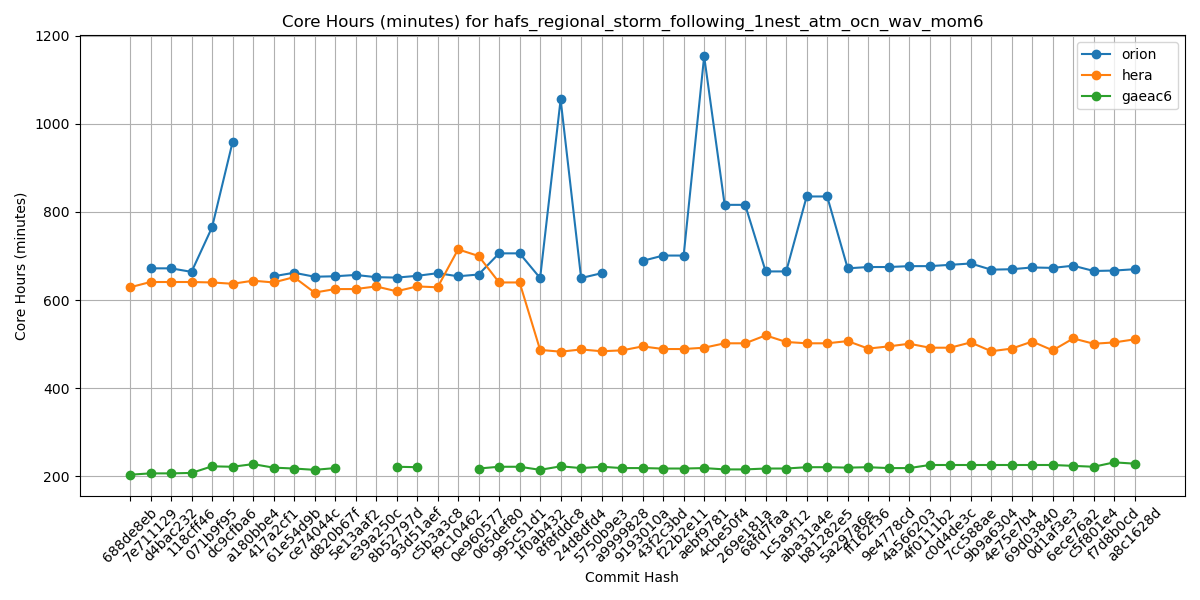 Core Hours (minutes) for hafs_regional_storm_following_1nest_atm_ocn_wav_mom6
1200
1000
800
600
400
200
Core Hours (minutes)
orion
hera
gaeac6
688de8eb
7e711129
d4bac232
118cff46
071b9f95
dc9cfba6
a180bbe4
417a2cf1
61e54d9b
ce74044c
d820b67f
5e13aaf2
e39a250c
8b52797d
93d51aef
c5b3a3c8
f9c10462
0e960577
065def80
995c51d1
1f0ab432
8f6fddc8
24d8dfd4
5750b9e3
a9999828
9193010a
43f2c3bd
f22b2e11
aebf9781
4cbe50f4
269e181a
68fd7faa
1c5a9f12
aba31a4e
b81282e5
5a297a6e
ff162f36
9e4778cd
4a566203
4f0111b2
c0d4de3c
7cc588ae
9b9a6304
4e75e7b4
69d03840
0d1af3e3
6ece76a2
c5f801e4
f7d8b0cd
a8c1628d
Commit Hash